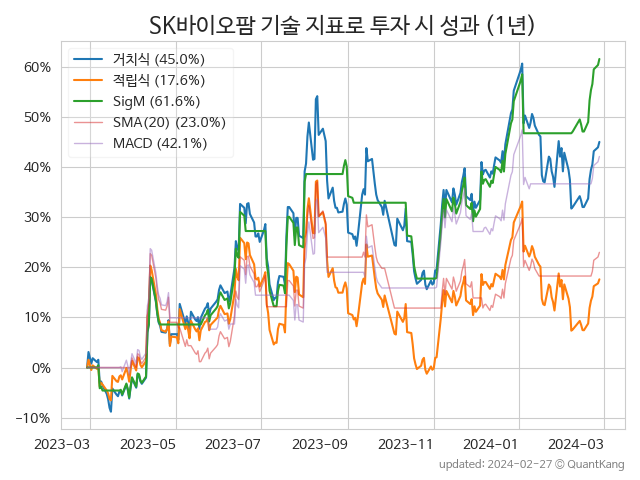 SK바이오팜 기술 지표로 투자 시 성과 (1년)
거치식 (45.0%)
적립식 (17.6%)
SigM (61.6%)
SMA(20) (23.0%)
MACD (42.1%)
60%
50%
40%
30%
20%
10%
0%
−10%
2023-03 2023-05 2023-07 2023-09 2023-11 2024-01 2024-03
updated: 2024-02-27 © QuantKang